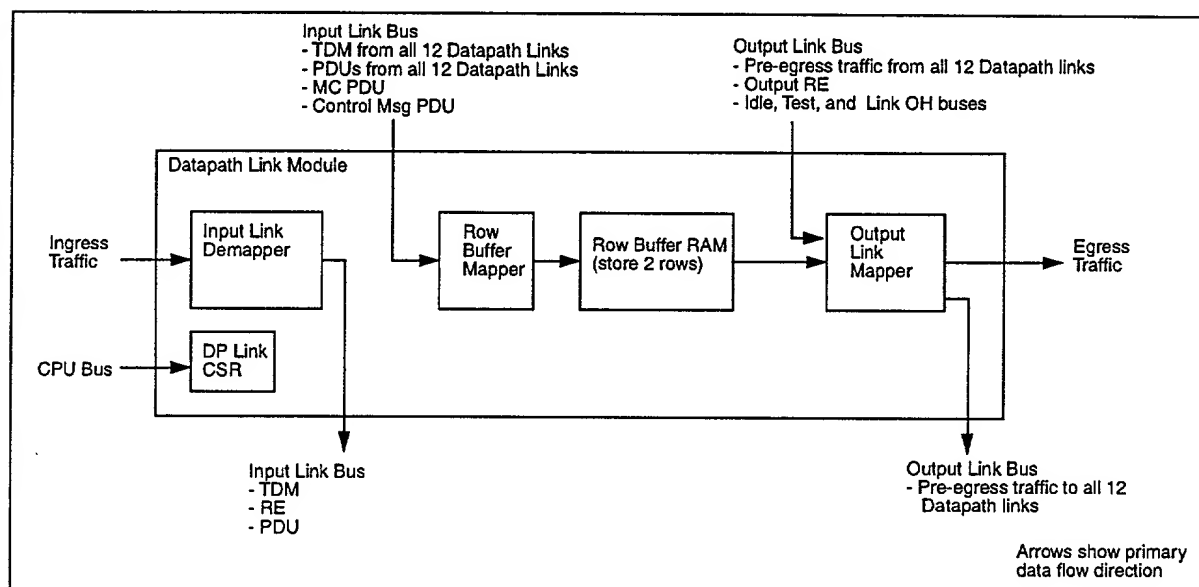 Input Link Bus
- TDM from all 12 Datapath Links
- PDUs from all 12 Datapath Links
- MC PDU
- Control Msg PDU
Output Link Bus
- Pre-egress traffic from all 12 Datapath links
- Output RE
- Idle, Test, and Link OH buses
Datapath Link Module
Ingress
Traffic
Input Link
Demapper
Row
Buffer
Mapper
Row Buffer RAM
(store 2 rows)
Output
Link
Mapper
Egress
Traffic
CPU Bus
DP Link
CSR
Input Link Bus
- TDM
- RE
- PDU
Output Link Bus
- Pre-egress traffic to all 12
Datapath links
Arrows show primary
data flow direction